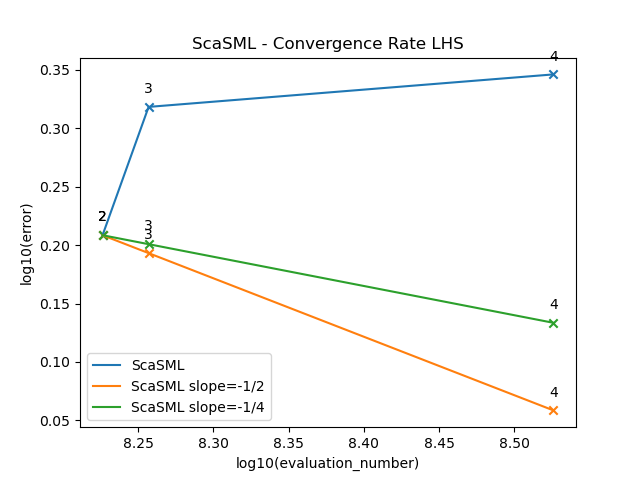 ScaSML - Convergence Rate LHS
log10(error)
0.35
0.30
0.25
0.20
0.15
0.10
0.05
2
3
3
3
4
4
4
ScaSML
ScaSML slope=-1/2
ScaSML slope=-1/4
8.25 8.30 8.35 8.40 8.45 8.50
log10(evaluation_number)